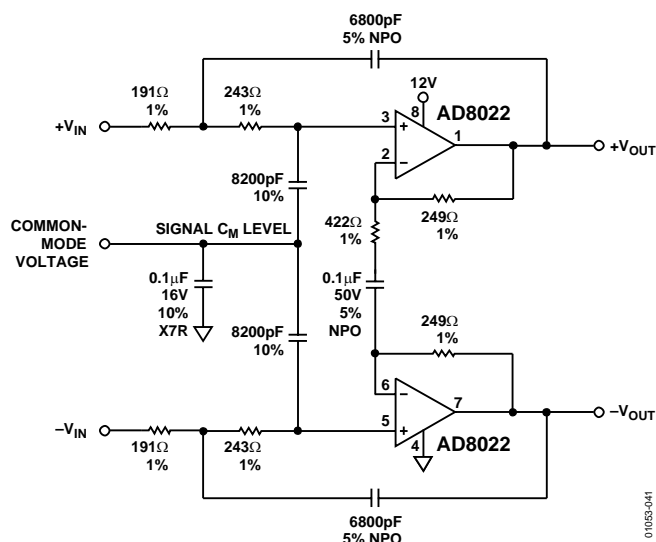 6800pF
5% NPO
191Ω
1%
243Ω
1%
12V
8
AD8022
+VIN
3
+
1
2
–
+VOUT
8200pF
10%
249Ω
1%
422Ω
1%
COMMON-
MODE
VOLTAGE
SIGNAL CM LEVEL
0.1μF
16V
10%
X7R
8200pF
10%
0.1μF
50V
5%
NPO
249Ω
1%
6
–
7
5
+
4
AD8022
–VIN
–VOUT
191Ω
1%
243Ω
1%
6800pF
5% NPO
01053-041